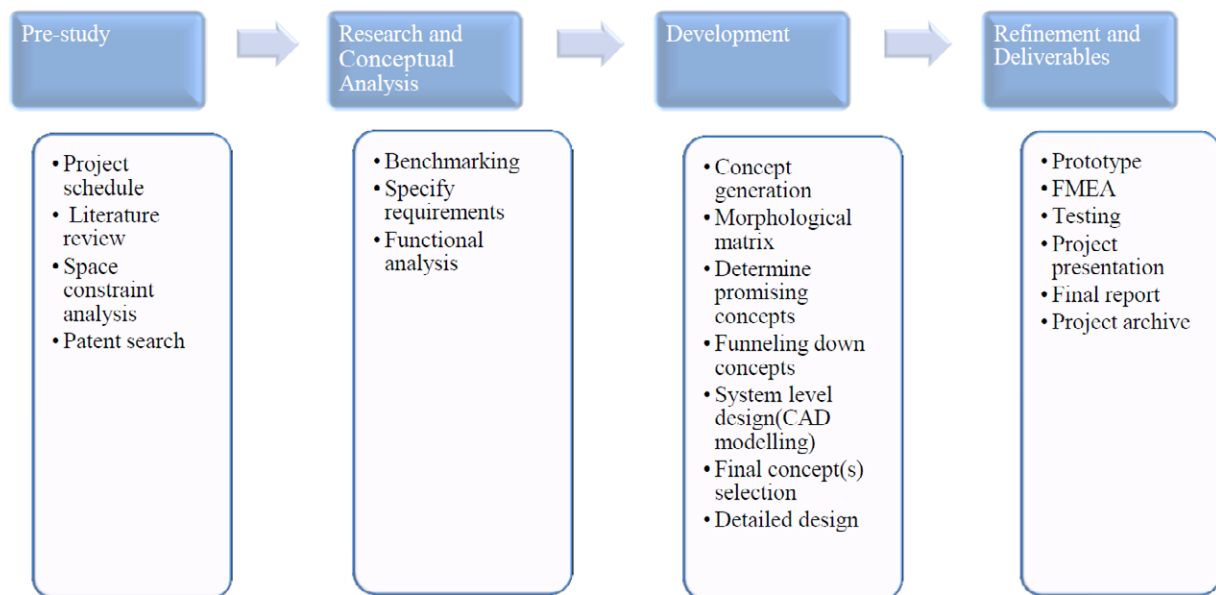 Pre-study
Research and
Conceptual
Analysis
Development
Refinement and
Deliverables
•Project
schedule
• Literature
review
•Space
constraint
analysis
•Patent search
•Benchmarking
•Specify
requirements
•Functional
analysis
•Concept
generation
•Morphological
matrix
•Determine
promising
concepts
•Funneling down
concepts
•System level
design(CAD
modelling)
•Final concept(s)
selection
•Detailed design
•Prototype
•FMEA
•Testing
•Project
presentation
•Final report
•Project archive